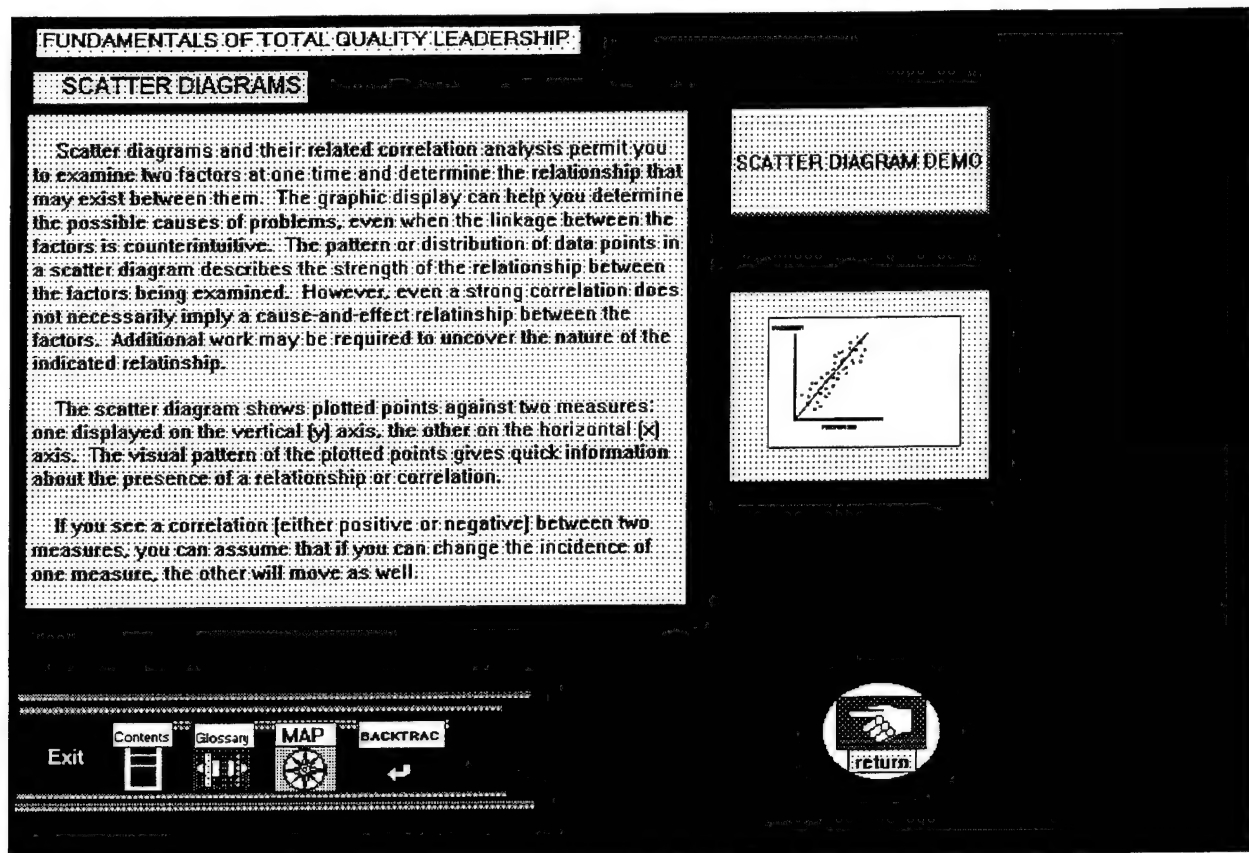 FUNDAMENTALS OF TOTAL QUALITY LEADERSHIP
SCATTER DIAGRAMS
Scatter diagrams and their related correlation analysis permit you
to examine two factors at one time and determine the relationship that
may exist between them. The graphic display can help you determine
the possible causes of problems, even when the linkage between the
factors is counterintuitive. The pattern or distribution of data points in
a scatter diagram describes the strength of the relationship between
the factors being examined. However, even a strong correlation does
not necessarily imply a cause-and-effect relatinship between the
factors. Additional work may be required to uncover the nature of the
indicated relatinship.
The scatter diagram shows plotted points against two measures:
one displayed on the vertical (y) axis, the other on the horizontal (x)
axis. The visual pattern of the plotted points gives quick information
about the presence of a relationship or correlation.
If you see a correlation (either positive or negative) between two
measures, you can assume that if you can change the incidence of
one measure, the other will move as well.
SCATTER DIAGRAM DEMO
Exit
Contents
Glossary
MAP
BACKTRAC
return